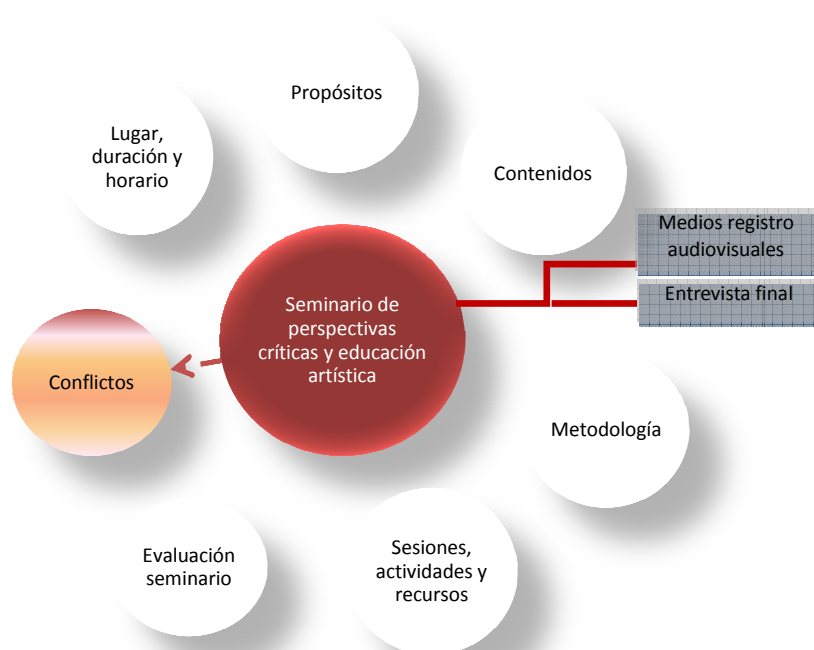 Propósitos
Lugar,
duración y
horario
Contenidos
Medios registro
audiovisuales
Entrevista final
Seminario de
perspectivas
críticas y educación
artística
Conflictos
Metodología
Evaluación
seminario
Sesiones,
actividades y
recursos